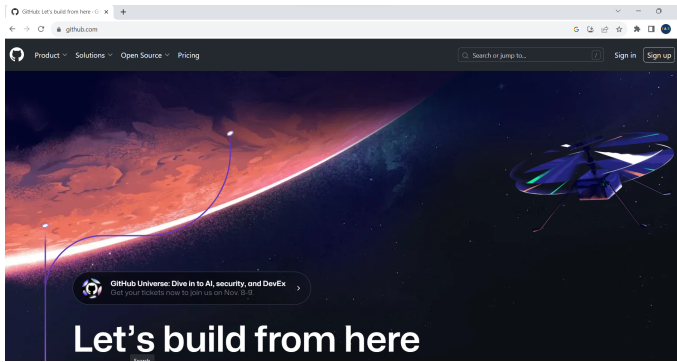 GitHub: Let's build from here · G
github.com
Product
Solutions
Open Source
Pricing
Search or jump to...
/
Sign in
Sign up
GitHub Universe: Dive in to AI, security, and DevEx
Get your tickets now to join us on Nov. 8-9.
Let's build from here
Search